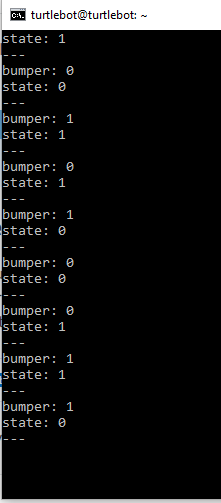 turtlebot@turtlebot: ~
state: 1
---
bumper: 0
state: 0
---
bumper: 1
state: 1
---
bumper: 0
state: 1
---
bumper: 1
state: 0
---
bumper: 0
state: 0
---
bumper: 0
state: 1
---
bumper: 1
state: 1
---
bumper: 1
state: 0
---